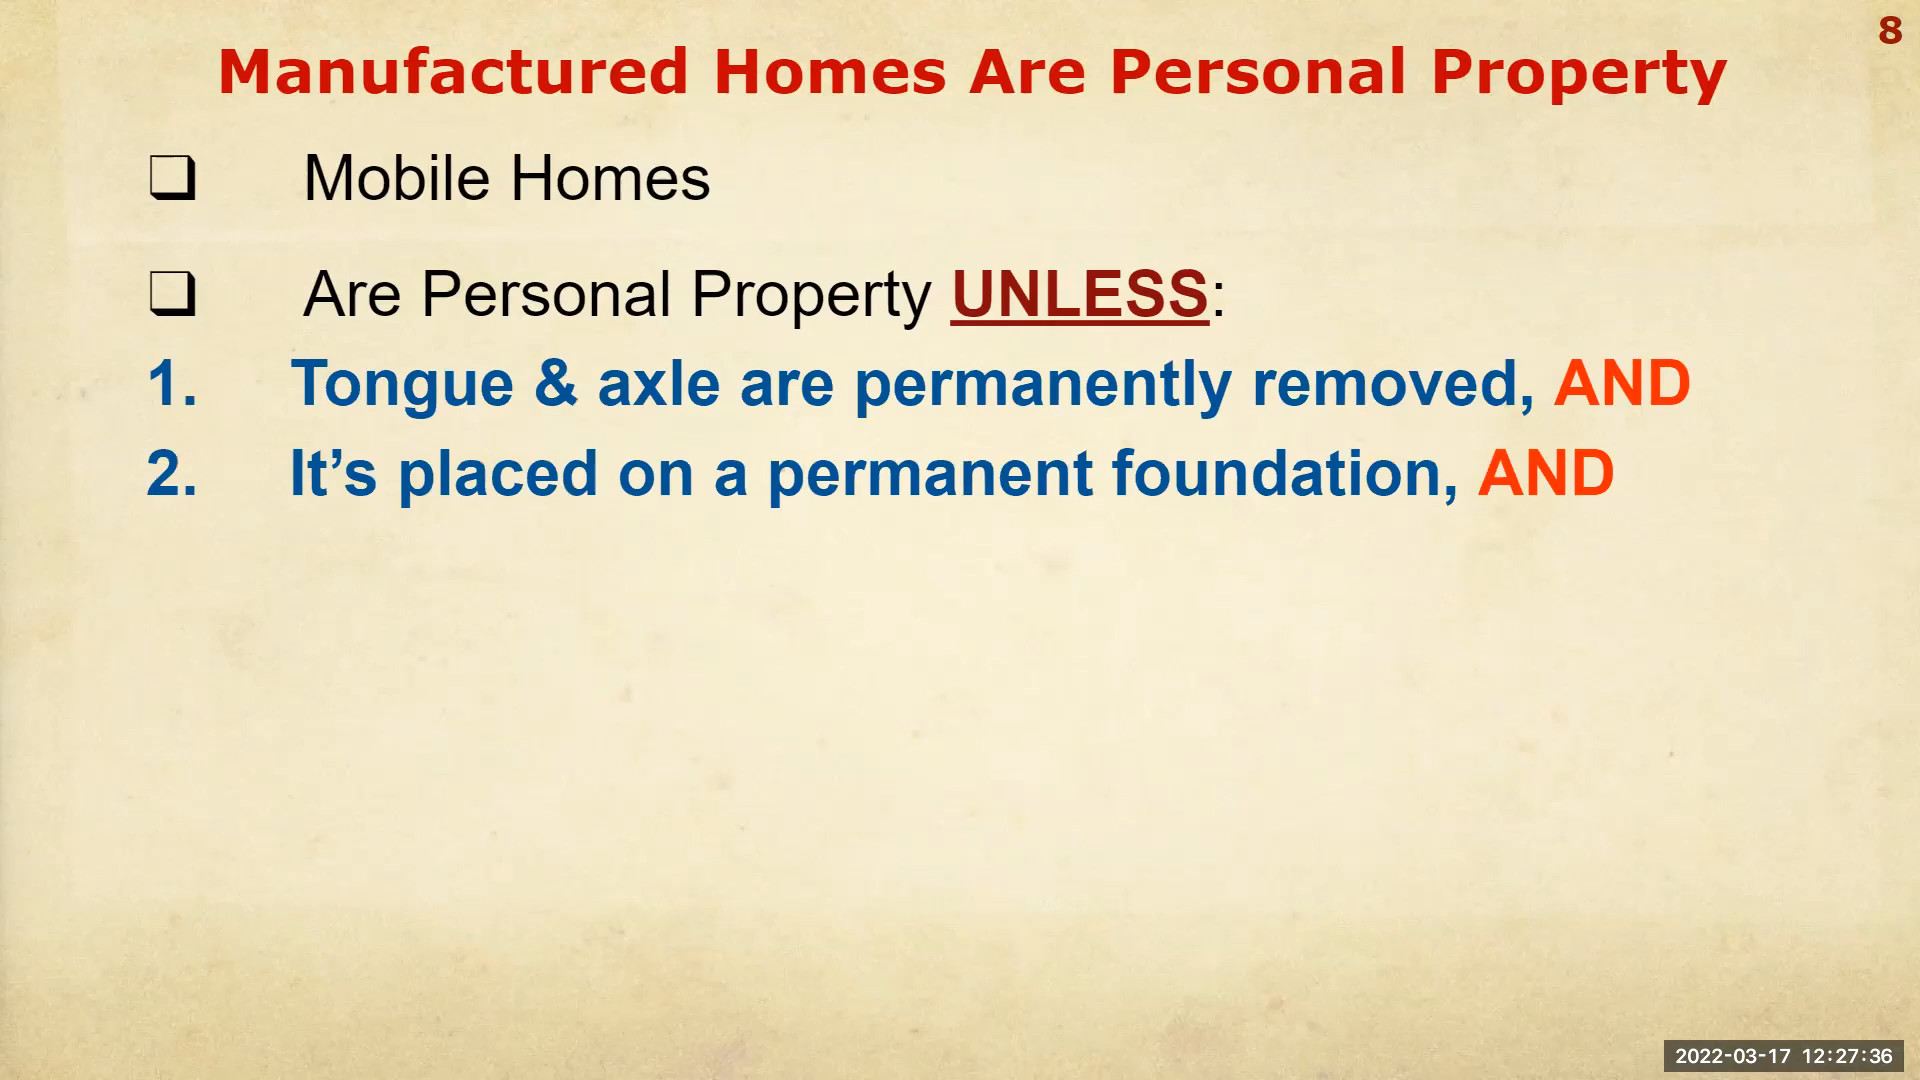 8
Manufactured Homes Are Personal Property
❑ Mobile Homes
❑ Are Personal Property UNLESS:
1. Tongue & axle are permanently removed, AND
2. It’s placed on a permanent foundation, AND
2022-03-17 12:27:36